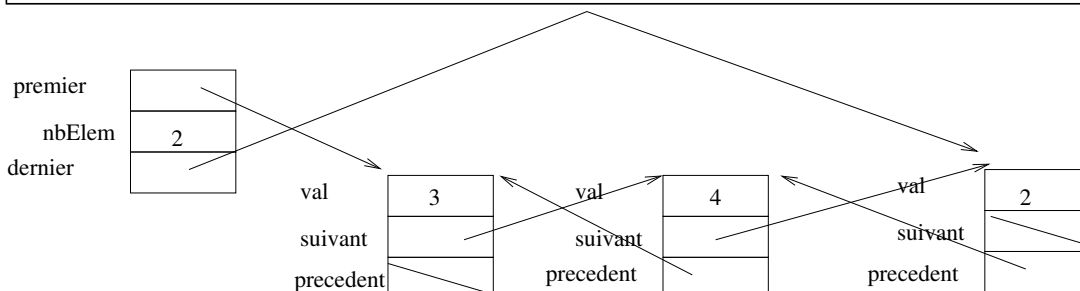 premier
nbElem 2
dernier
val 3 val 4 val 2
suivant suivant suivant
precedent precedent precedent